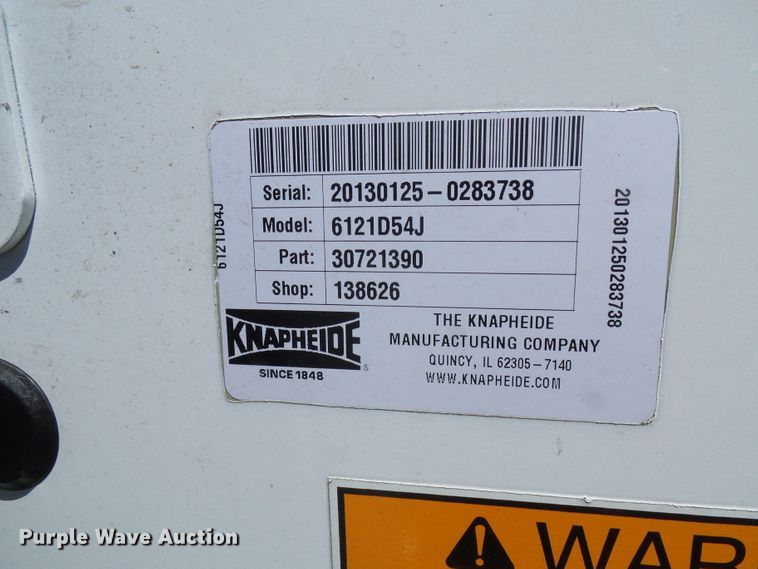 Serial: 20130125-0283738
Model: 6121D54J
Part: 30721390
Shop: 138626
6121D54J
201301250283738
KNAPHEIDE
SINCE 1848
THE KNAPHEIDE
MANUFACTURING COMPANY
QUINCY, IL 62305-7140
WWW.KNAPHEIDE.COM
WAR
Purple Wave Auction